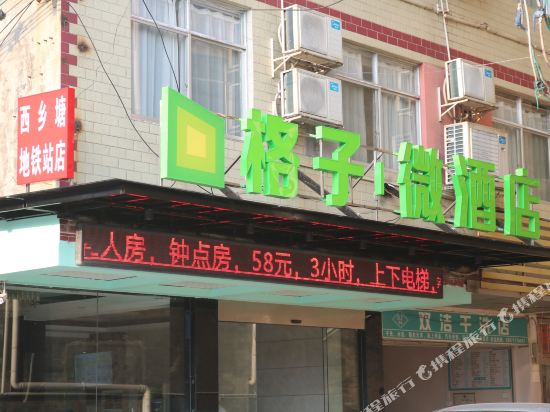 西乡塘
地铁站店
格子|微酒店
人房，钟点房，58元，3小时，上下电梯，
双洁干洗店
携程旅行